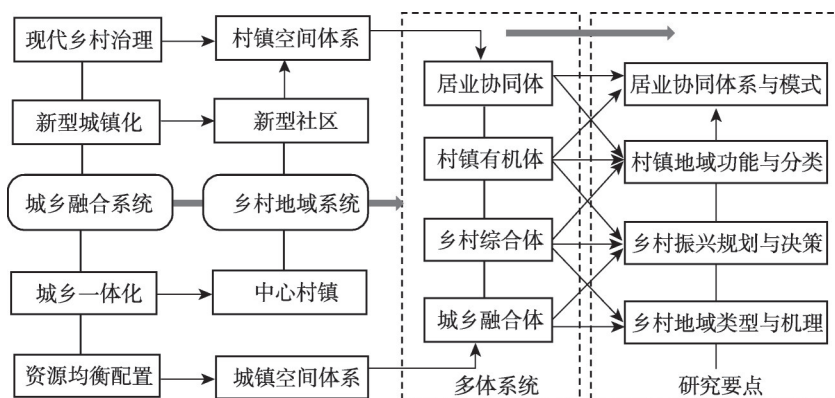 现代乡村治理
村镇空间体系
居业协同体
居业协同体系与模式
新型城镇化
新型社区
村镇有机体
村镇地域功能与分类
城乡融合系统
乡村地域系统
乡村综合体
乡村振兴规划与决策
城乡一体化
中心村镇
城乡融合体
乡村地域类型与机理
资源均衡配置
城镇空间体系
多体系统
研究要点